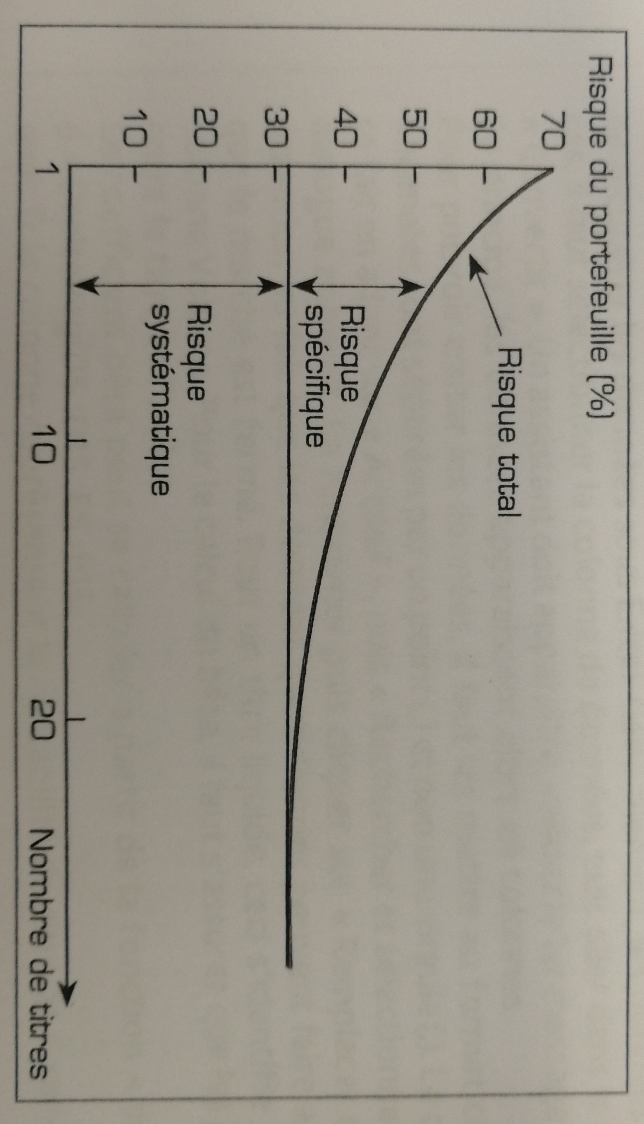 Risque du portefeuille (%)
70
60
50
40
30
20
10
1
10
20
Nombre de titres
Risque total
Risque
spécifique
Risque
systématique